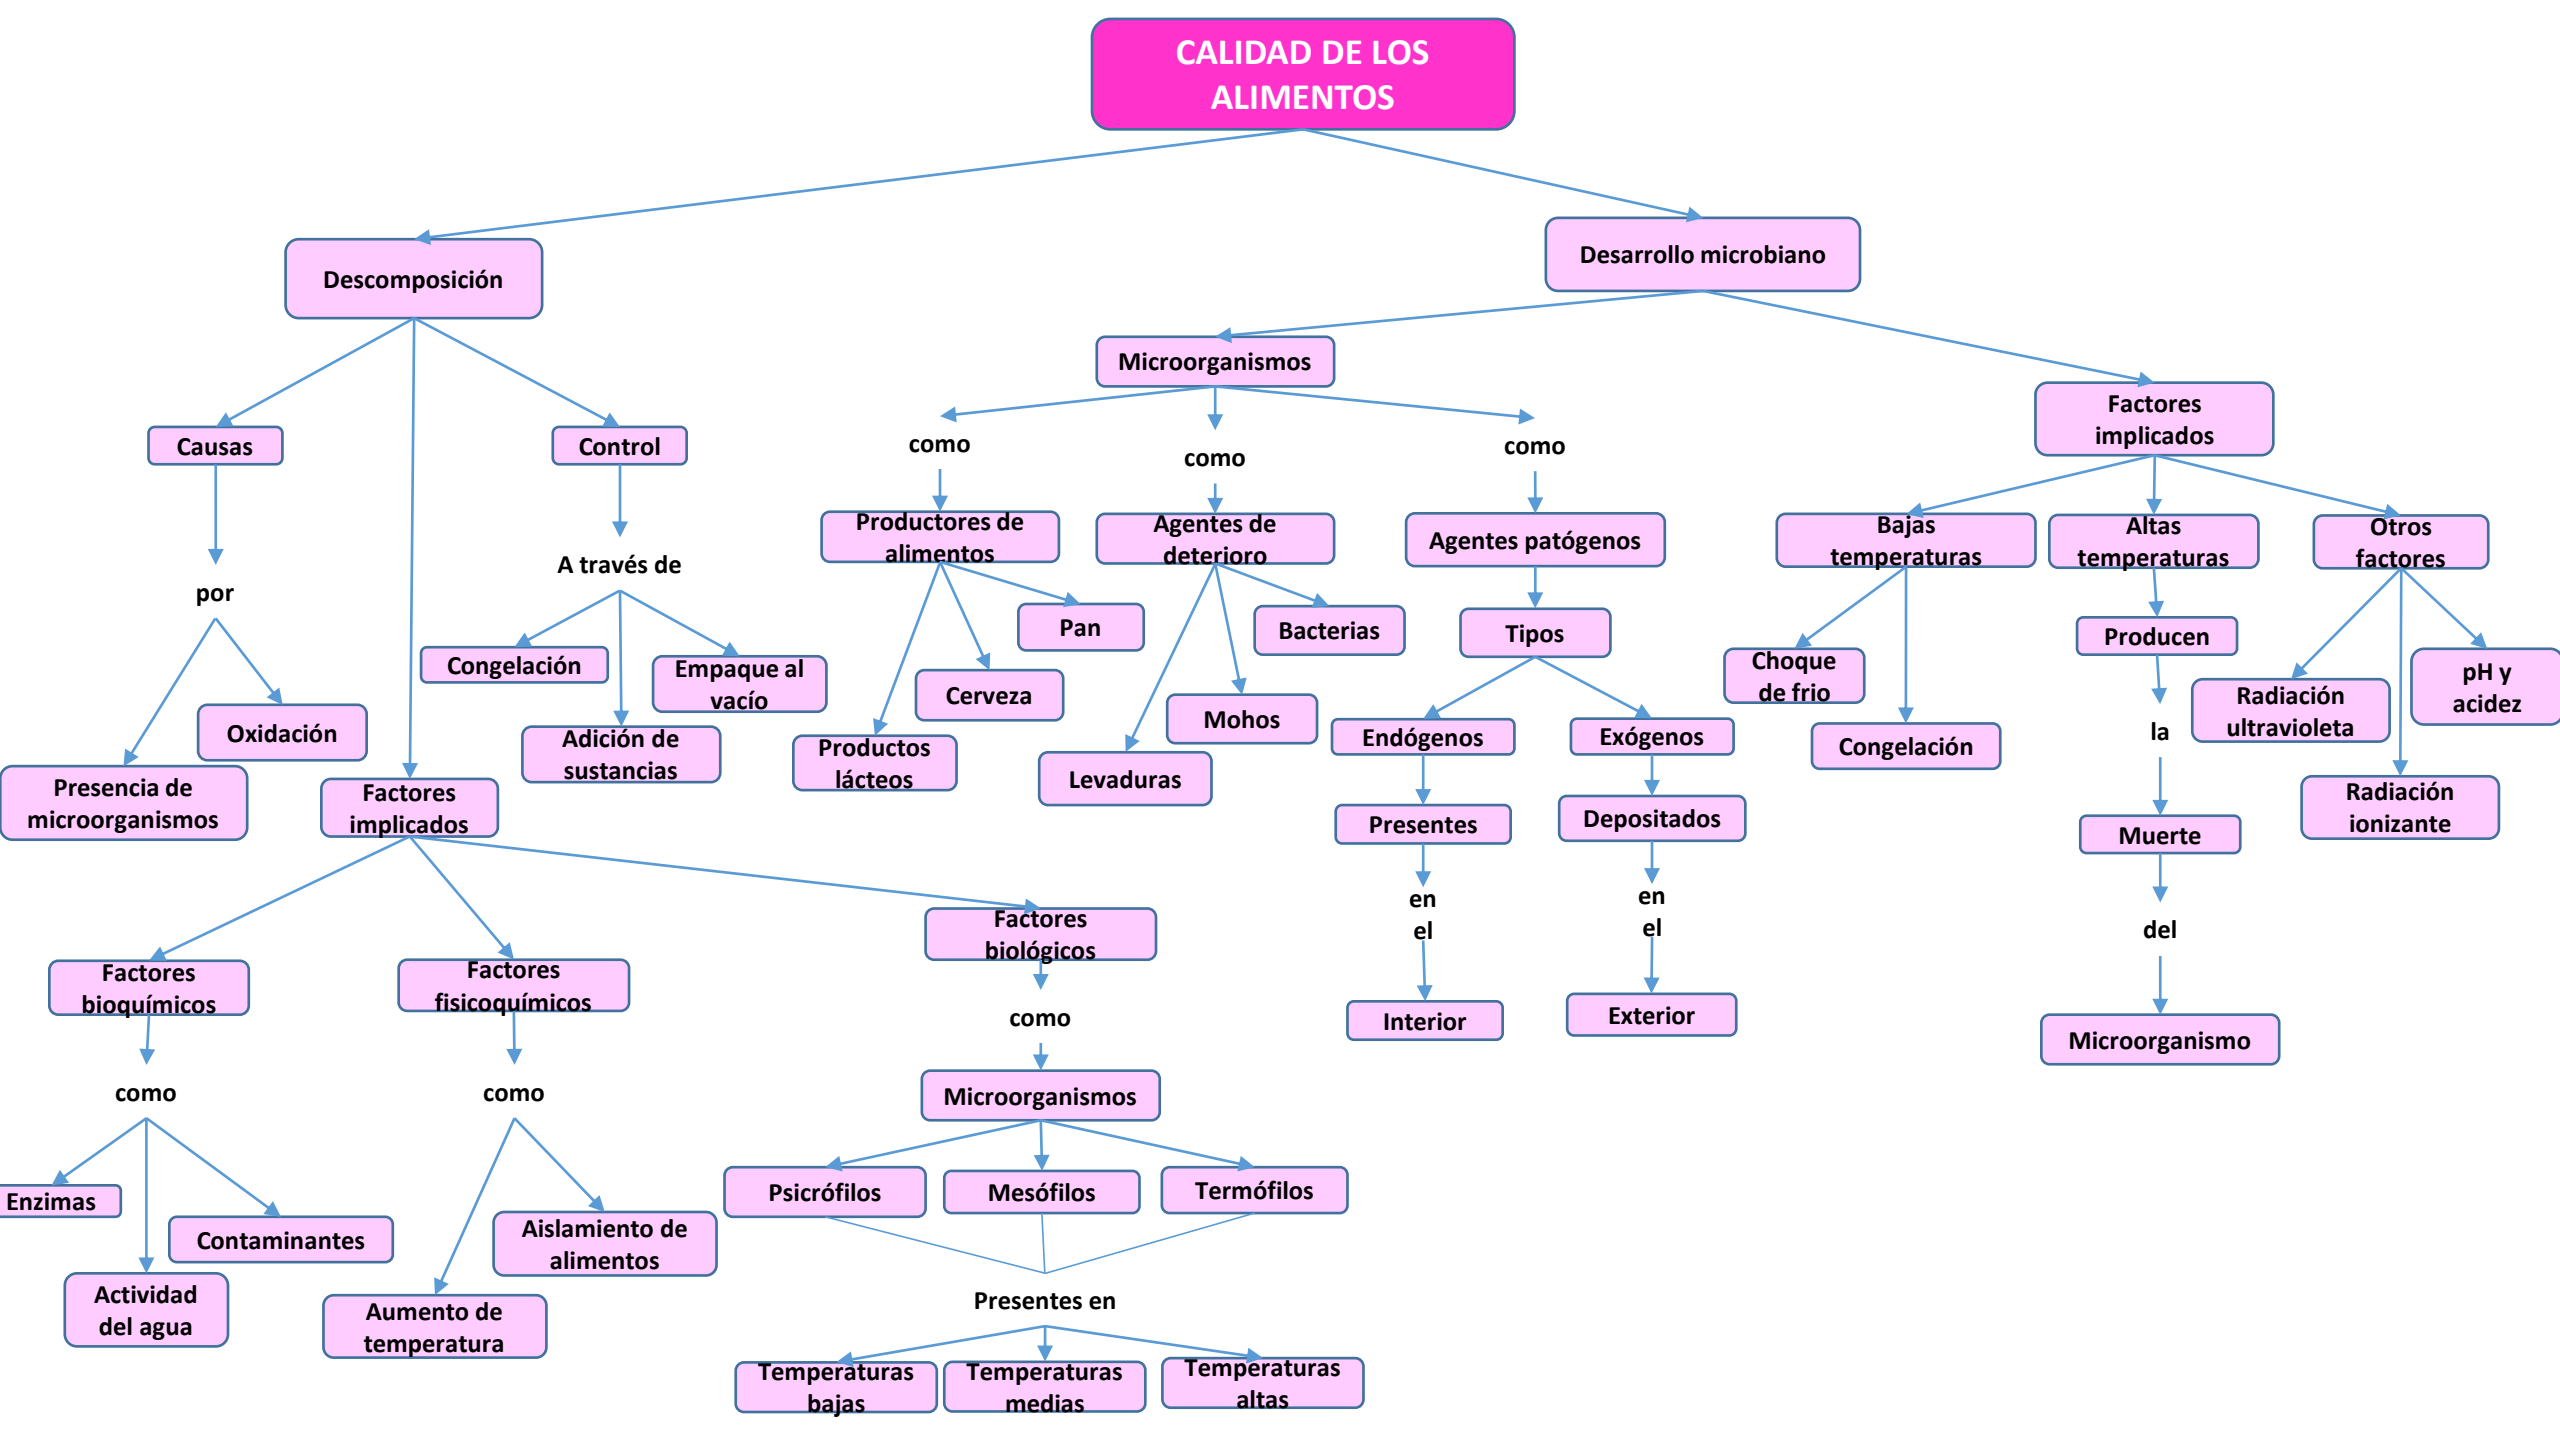 CALIDAD DE LOS
ALIMENTOS
Descomposición
Desarrollo microbiano
Causas
por
Presencia de
microorganismos
Oxidación
Control
A través de
Congelación
Adición de
sustancias
Empaque al
vacío
Factores
implicados
Factores
bioquímicos
como
Enzimas
Actividad
del agua
Contaminantes
Factores
fisicoquímicos
como
Aumento de
temperatura
Aislamiento de
alimentos
Factores
biológicos
como
Microorganismos
Psicrófilos
Mesófilos
Termófilos
Presentes en
Temperaturas
bajas
Temperaturas
medias
Temperaturas
altas
Microorganismos
como
Productores de
alimentos
Productos
lácteos
Cerveza
Pan
como
Agentes de
deterioro
Levaduras
Mohos
Bacterias
como
Agentes patógenos
Tipos
Endógenos
Presentes
en
el
Interior
Exógenos
Depositados
en
el
Exterior
Factores
implicados
Bajas
temperaturas
Choque
de frio
Congelación
Altas
temperaturas
Producen
la
Muerte
del
Microorganismo
Otros
factores
Radiación
ultravioleta
Radiación
ionizante
pH y
acidez